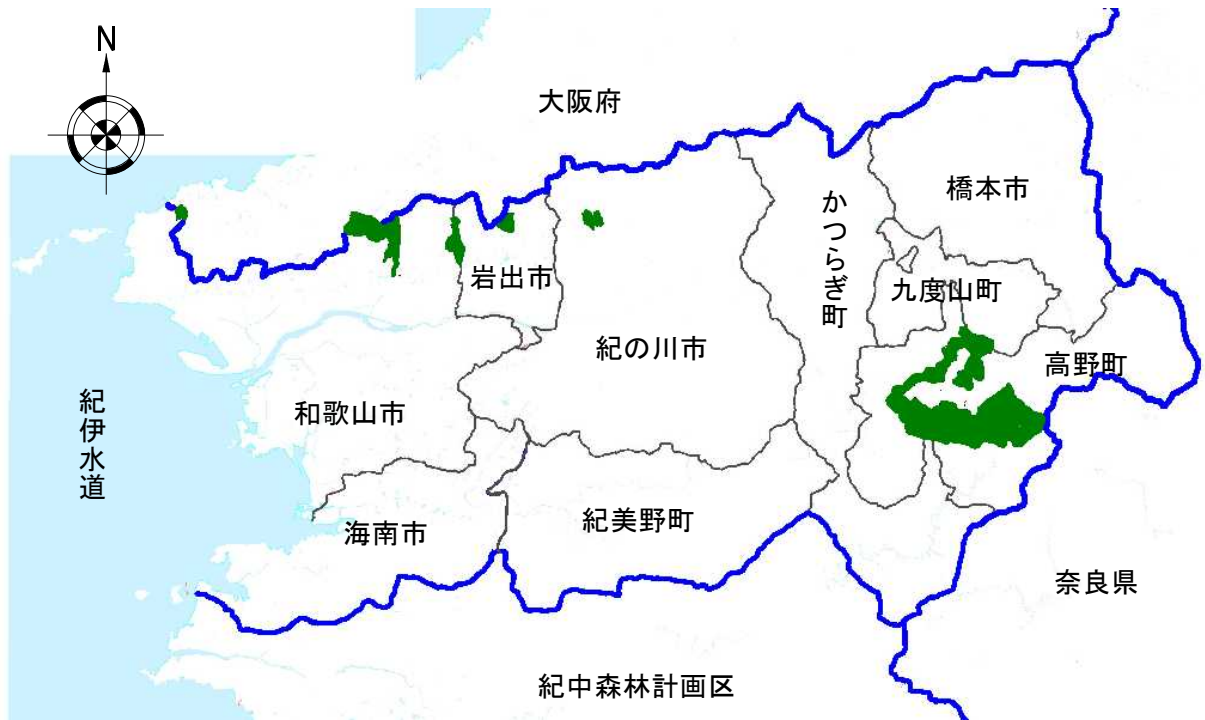 N
大阪府
橋本市
かつらぎ町
岩出市
九度山町
紀の川市
高野町
和歌山市
紀伊水道
海南市
紀美野町
奈良県
紀中森林計画区